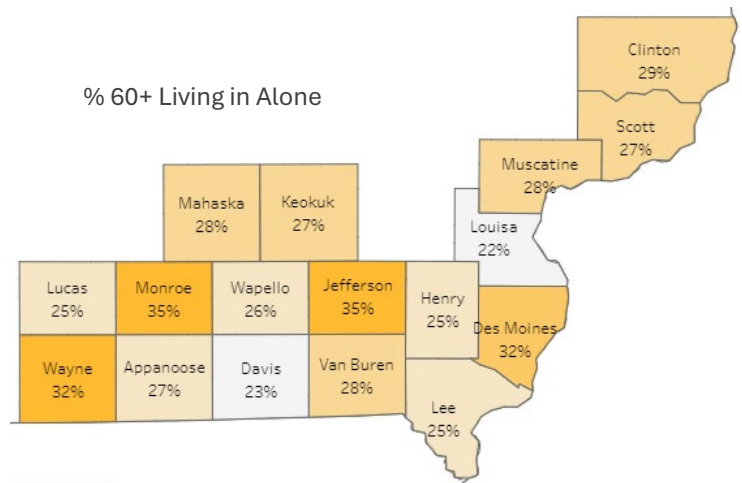 % 60+ Living in Alone
Clinton
29%
Scott
27%
Muscatine
28%
Mahaska
28%
Keokuk
27%
Louisa
22%
Lucas
25%
Monroe
35%
Wapello
26%
Jefferson
35%
Henry
25%
Des Moines
32%
Wayne
32%
Appanoose
27%
Davis
23%
Van Buren
28%
Lee
25%